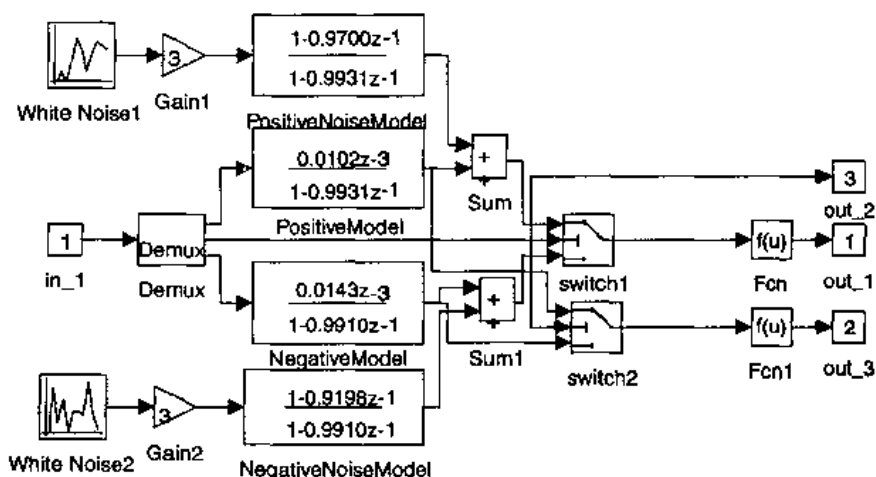 1-0.9700z-1
1-0.9931z-1
3
White Noise1
Gain1
PositiveNoiseModel
0.0102z-3
1-0.9931z-1
+
+
Sum
3
out_2
PositiveModel
1
in_1
Demux
Demux
switch1
f(u)
Fcn
1
out_1
0.0143z-3
1-0.9910z-1
+
+
Sum1
NegativeModel
switch2
f(u)
Fcn1
2
out_3
1-0.9198z-1
1-0.9910z-1
3
White Noise2
Gain2
NegativeNoiseModel